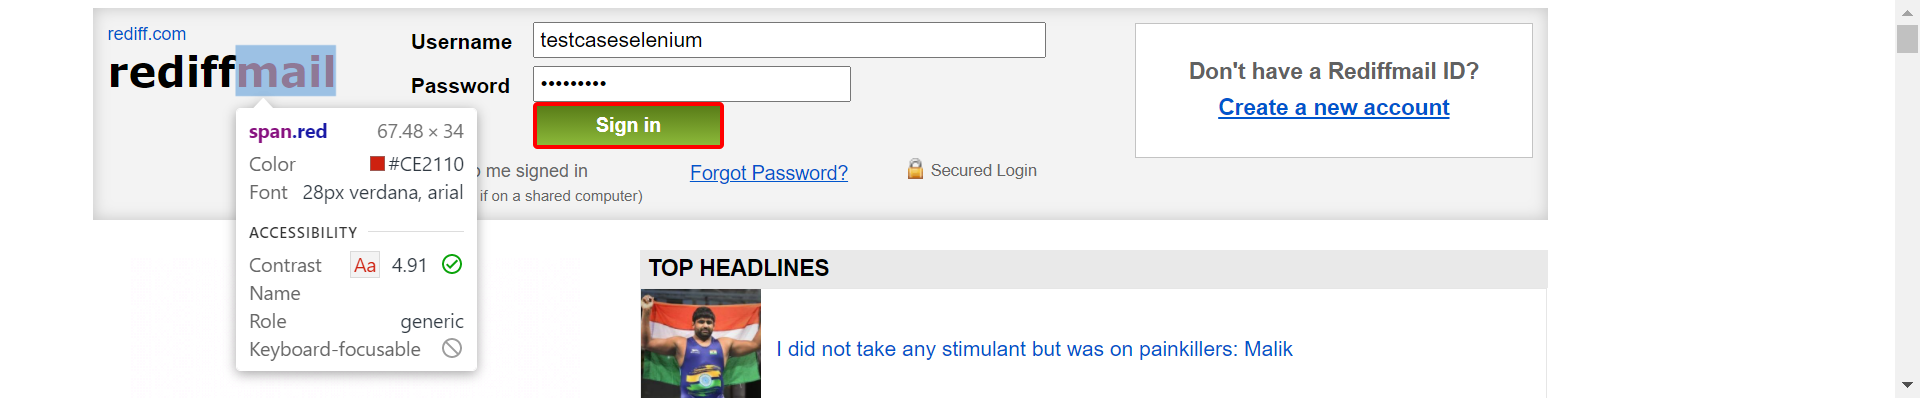 rediff.com
rediffmail
Username testcaseselenium
Password •••••••••
Sign in
me signed in
if on a shared computer)
Forgot Password?
Secured Login
Don't have a Rediffmail ID?
Create a new account
span.red 67.48 × 34
Color #CE2110
Font 28px verdana, arial
ACCESSIBILITY
Contrast Aa 4.91
Name
Role generic
Keyboard-focusable
TOP HEADLINES
I did not take any stimulant but was on painkillers: Malik